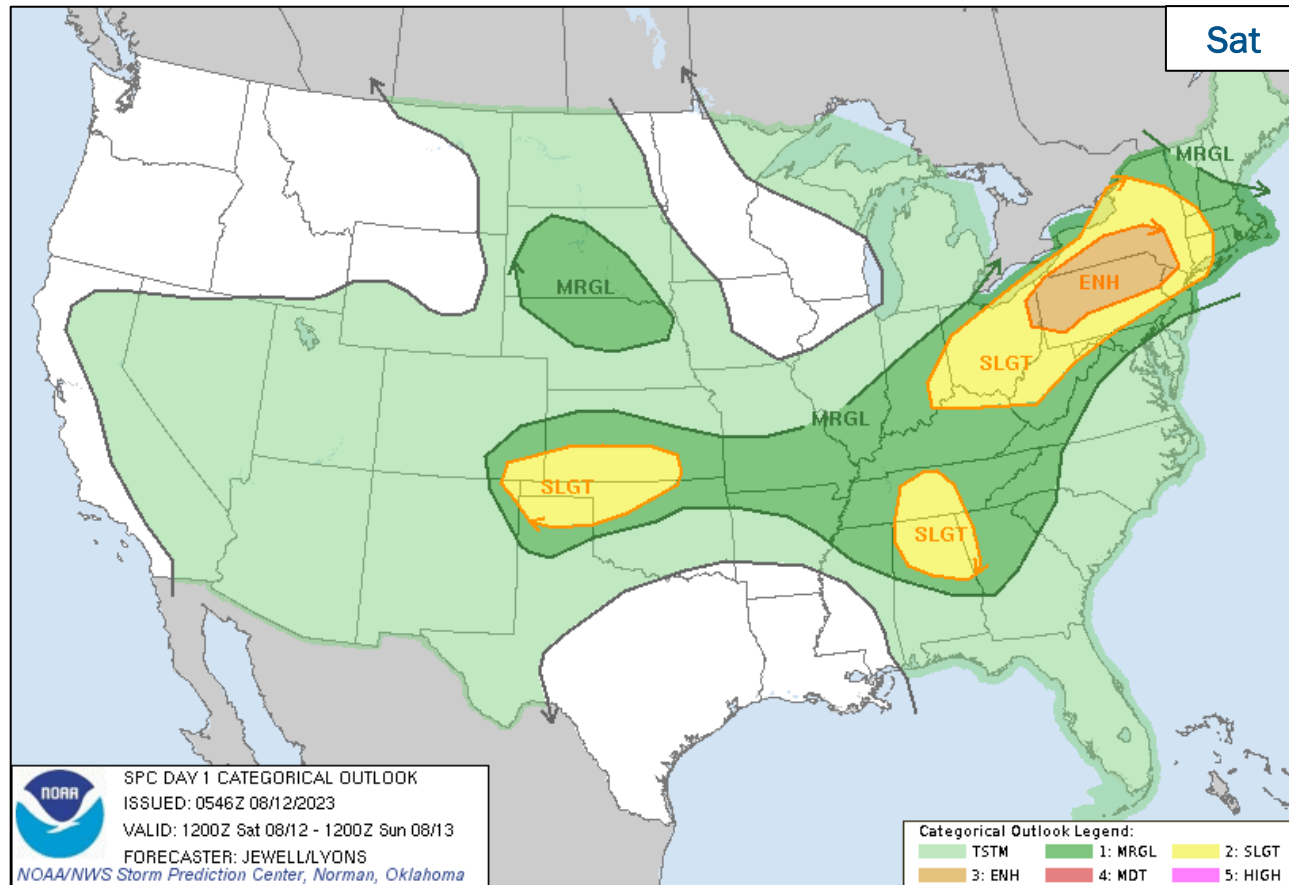 Sat
MRGL
ENH
MRGL
SLGT
MRGL
SLGT
SLGT
NOAA
SPC DAY 1 CATEGORICAL OUTLOOK
ISSUED: 0546Z 08/12/2023
VALID: 1200Z Sat 08/12 - 1200Z Sun 08/13
FORECASTER: JEWELL/LYONS
NOAA/NWS Storm Prediction Center, Norman, Oklahoma
Categorical Outlook Legend:
TSTM 1: MRGL 2: SLGT
3: ENH 4: MDT 5: HIGH